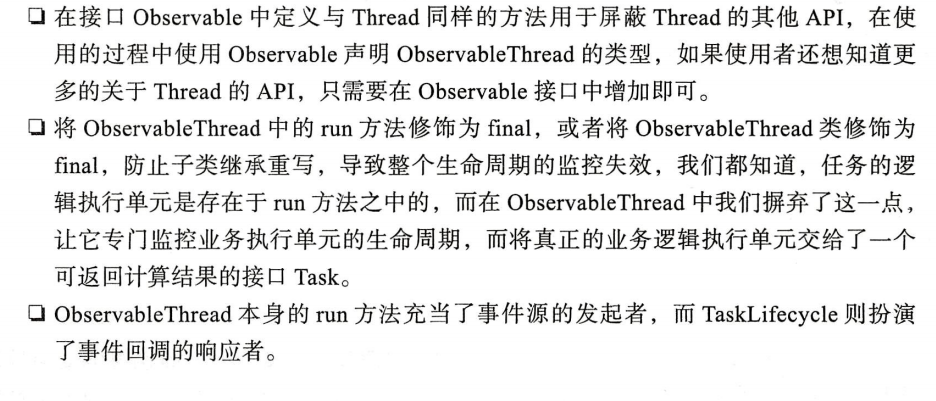 ❏ 在接口 Observable 中定义与 Thread 同样的方法用于屏蔽 Thread 的其他 API，在使
用的过程中使用 Observable 声明 ObservableThread 的类型，如果使用者还想知道更
多的关于 Thread 的 API，只需要在 Observable 接口中增加即可。
❏ 将 ObservableThread 中的 run 方法修饰为 final，或者将 ObservableThread 类修饰为
final，防止子类继承重写，导致整个生命周期的监控失效，我们都知道，任务的逻
辑执行单元是存在于 run 方法之中的，而在 ObservableThread 中我们摒弃了这一点，
让它专门监控业务执行单元的生命周期，而将真正的业务逻辑执行单元交给了一个
可返回计算结果的接口 Task。
❏ ObservableThread 本身的 run 方法充当了事件源的发起者，而 TaskLifecycle 则扮演
了事件回调的响应者。